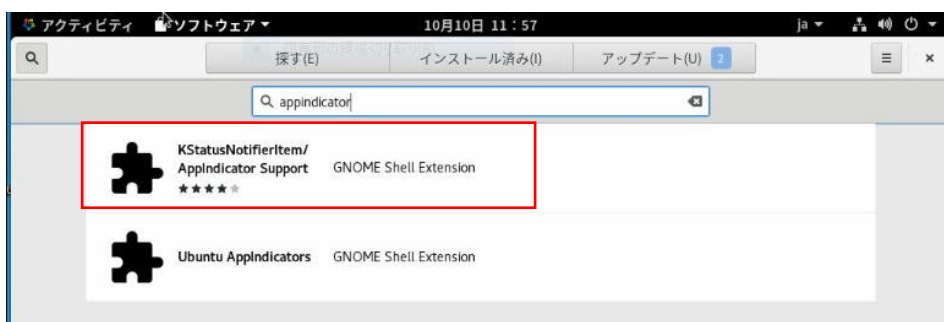 アクティビティ ソフトウェア 10月10日 11：57 ja
探す(E) インストール済み(I) アップデート(U) 2
appindicator
KStatusNotifierItem/
AppIndicator Support GNOME Shell Extension
Ubuntu AppIndicators GNOME Shell Extension